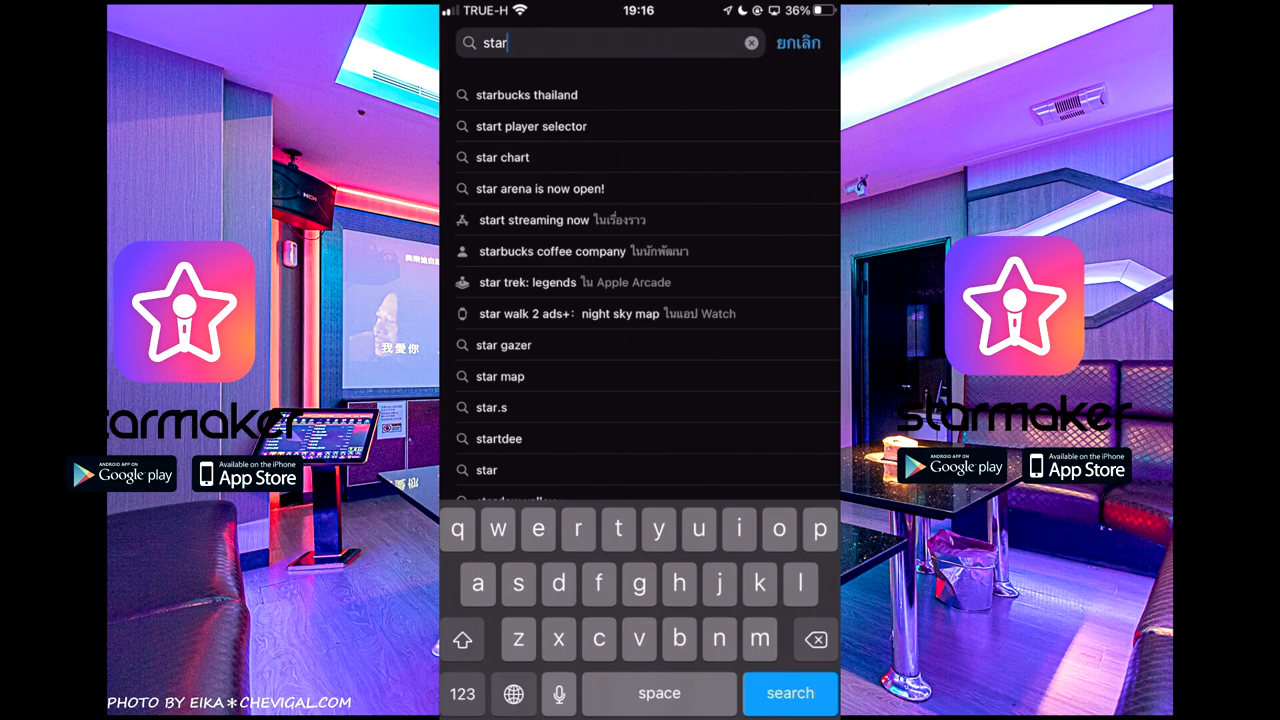 TRUE-H 19:16 36%
star ยกเลิก
starbucks thailand
start player selector
star chart
star arena is now open!
start streaming now ในเรื่องราว
starbucks coffee company ในนักพัฒนา
star trek: legends ใน Apple Arcade
star walk 2 ads+: night sky map ในแอป Watch
star gazer
star map
star.s
startdee
star
q w e r t y u i o p
a s d f g h j k l
z x c v b n m
123 space search
我愛你
starmaker
ANDROID APP ON
Google play
Available on the iPhone
App Store
starmaker
ANDROID APP ON
Google play
Available on the iPhone
App Store
PHOTO BY EIKA＊CHEVIGAL.COM